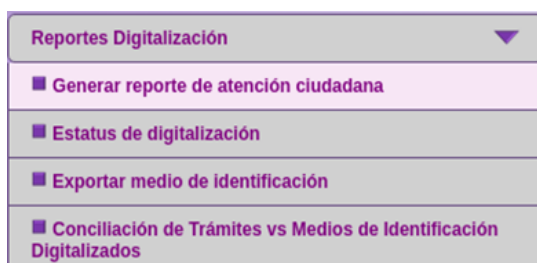 Reportes Digitalización
Generar reporte de atención ciudadana
Estatus de digitalización
Exportar medio de identificación
Conciliación de Trámites vs Medios de Identificación
Digitalizados